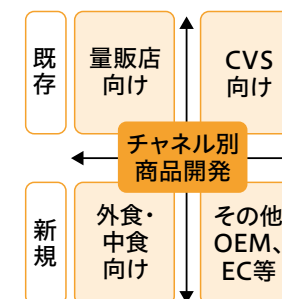 既存
量販店
向け
CVS
向け
チャネル別
商品開発
新規
外食・
中食
向け
その他
OEM、
EC等